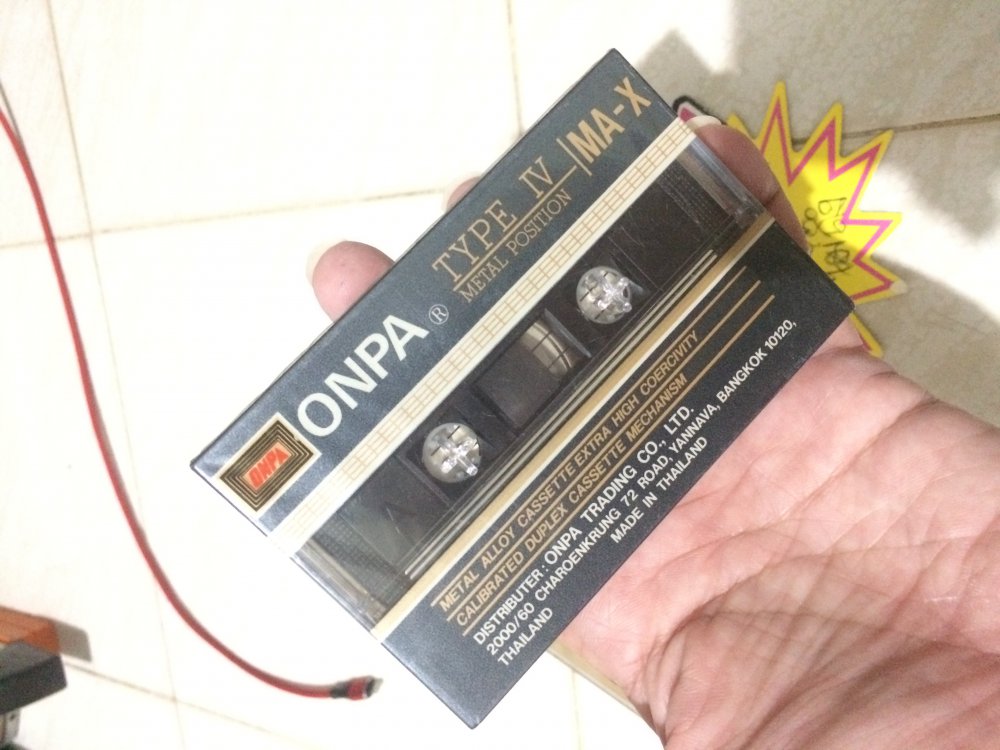 ONPA
ONPA ®
TYPE IV
METAL POSITION
MA-X
A
METAL ALLOY CASSETTE EXTRA HIGH COERCIVITY
CALIBRATED DUPLEX CASSETTE MECHANISM
DISTRIBUTER: ONPA TRADING CO., LTD.
2000/60 CHAROENKRUNG 72 ROAD, YANNAVA, BANGKOK 10120,
THAILAND
MADE IN THAILAND